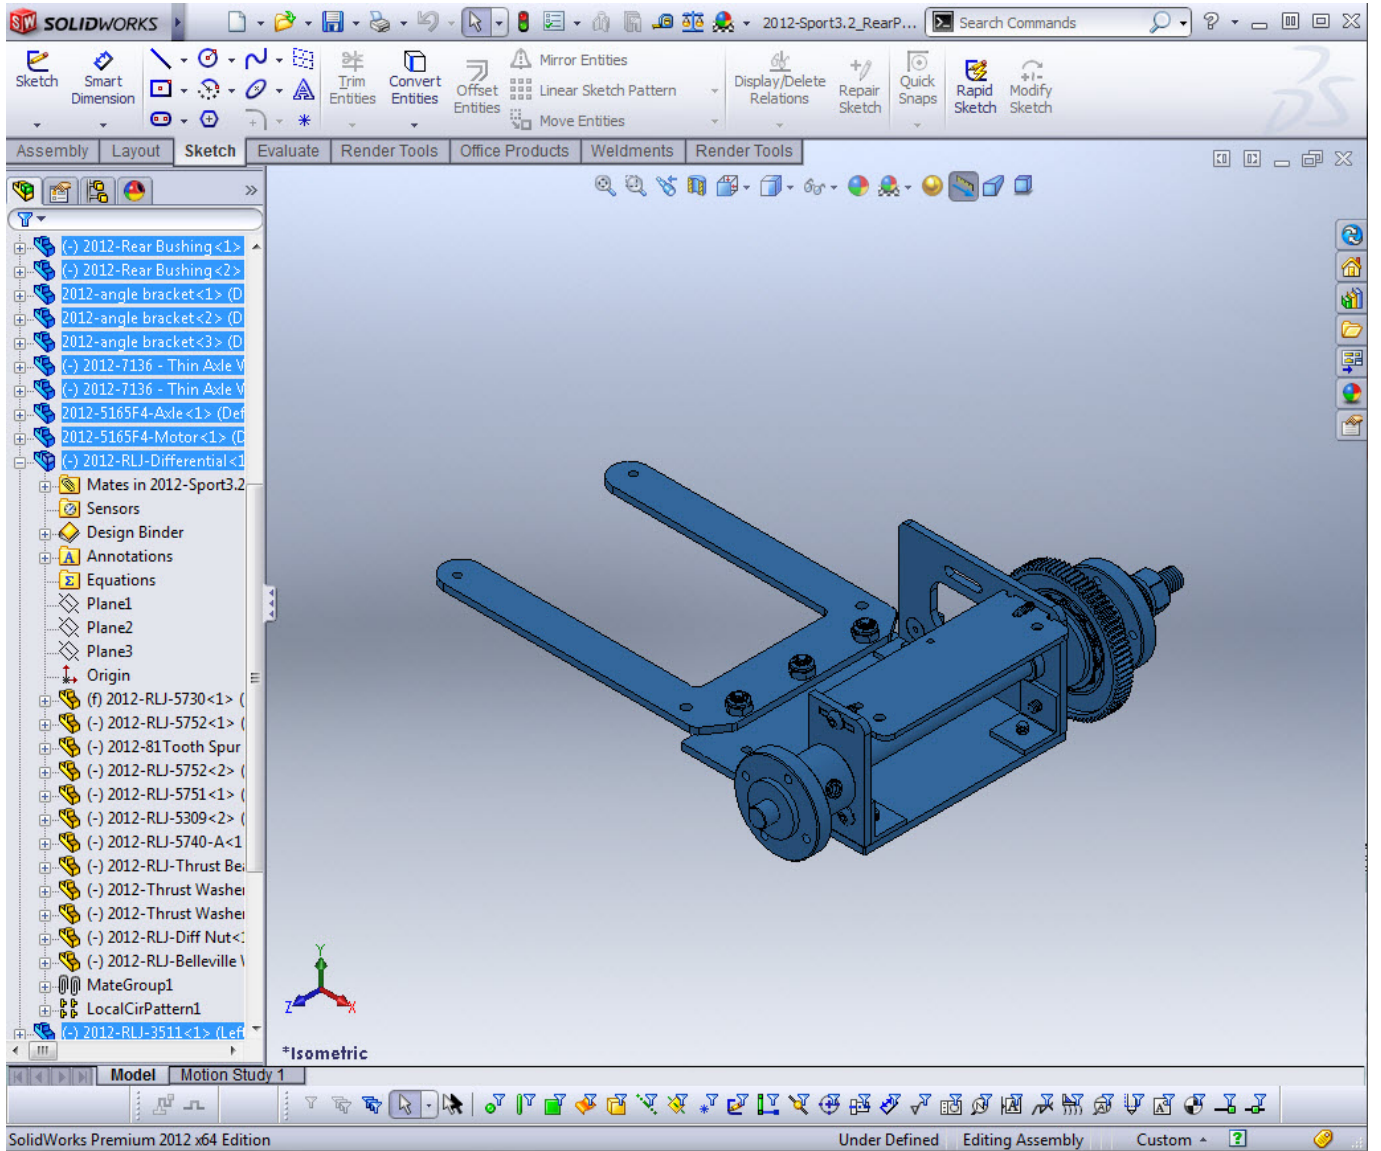 SOLIDWORKS 2012-Sport3.2_RearP... Search Commands
Sketch Smart Dimension Trim Entities Convert Entities Offset Entities Mirror Entities Display/Delete Relations Repair Sketch Quick Snaps Rapid Sketch Modify Sketch
Linear Sketch Pattern
Move Entities
Assembly Layout Sketch Evaluate Render Tools Office Products Weldments Render Tools
(-) 2012-Rear Bushing<1>
(-) 2012-Rear Bushing<2>
2012-angle bracket<1> (D
2012-angle bracket<2> (D
2012-angle bracket<3> (D
(-) 2012-7136 - Thin Axle V
(-) 2012-7136 - Thin Axle V
2012-5165F4-Axle<1> (Def
2012-5165F4-Motor<1> (D
(-) 2012-RLJ-Differential<1
Mates in 2012-Sport3.2
Sensors
Design Binder
Annotations
Equations
Plane1
Plane2
Plane3
Origin
(f) 2012-RLJ-5730<1> (
(-) 2012-RLJ-5752<1> (
(-) 2012-81Tooth Spur
(-) 2012-RLJ-5752<2> (
(-) 2012-RLJ-5751<1> (
(-) 2012-RLJ-5309<2> (
(-) 2012-RLJ-5740-A<1
(-) 2012-RLJ-Thrust Bea
(-) 2012-Thrust Washer
(-) 2012-Thrust Washer
(-) 2012-RLJ-Diff Nut<1
(-) 2012-RLJ-Belleville W
MateGroup1
LocalCirPattern1
(-) 2012-RLJ-3511<1> (Left
Y
Z X
*Isometric
Model Motion Study 1
SolidWorks Premium 2012 x64 Edition Under Defined Editing Assembly Custom